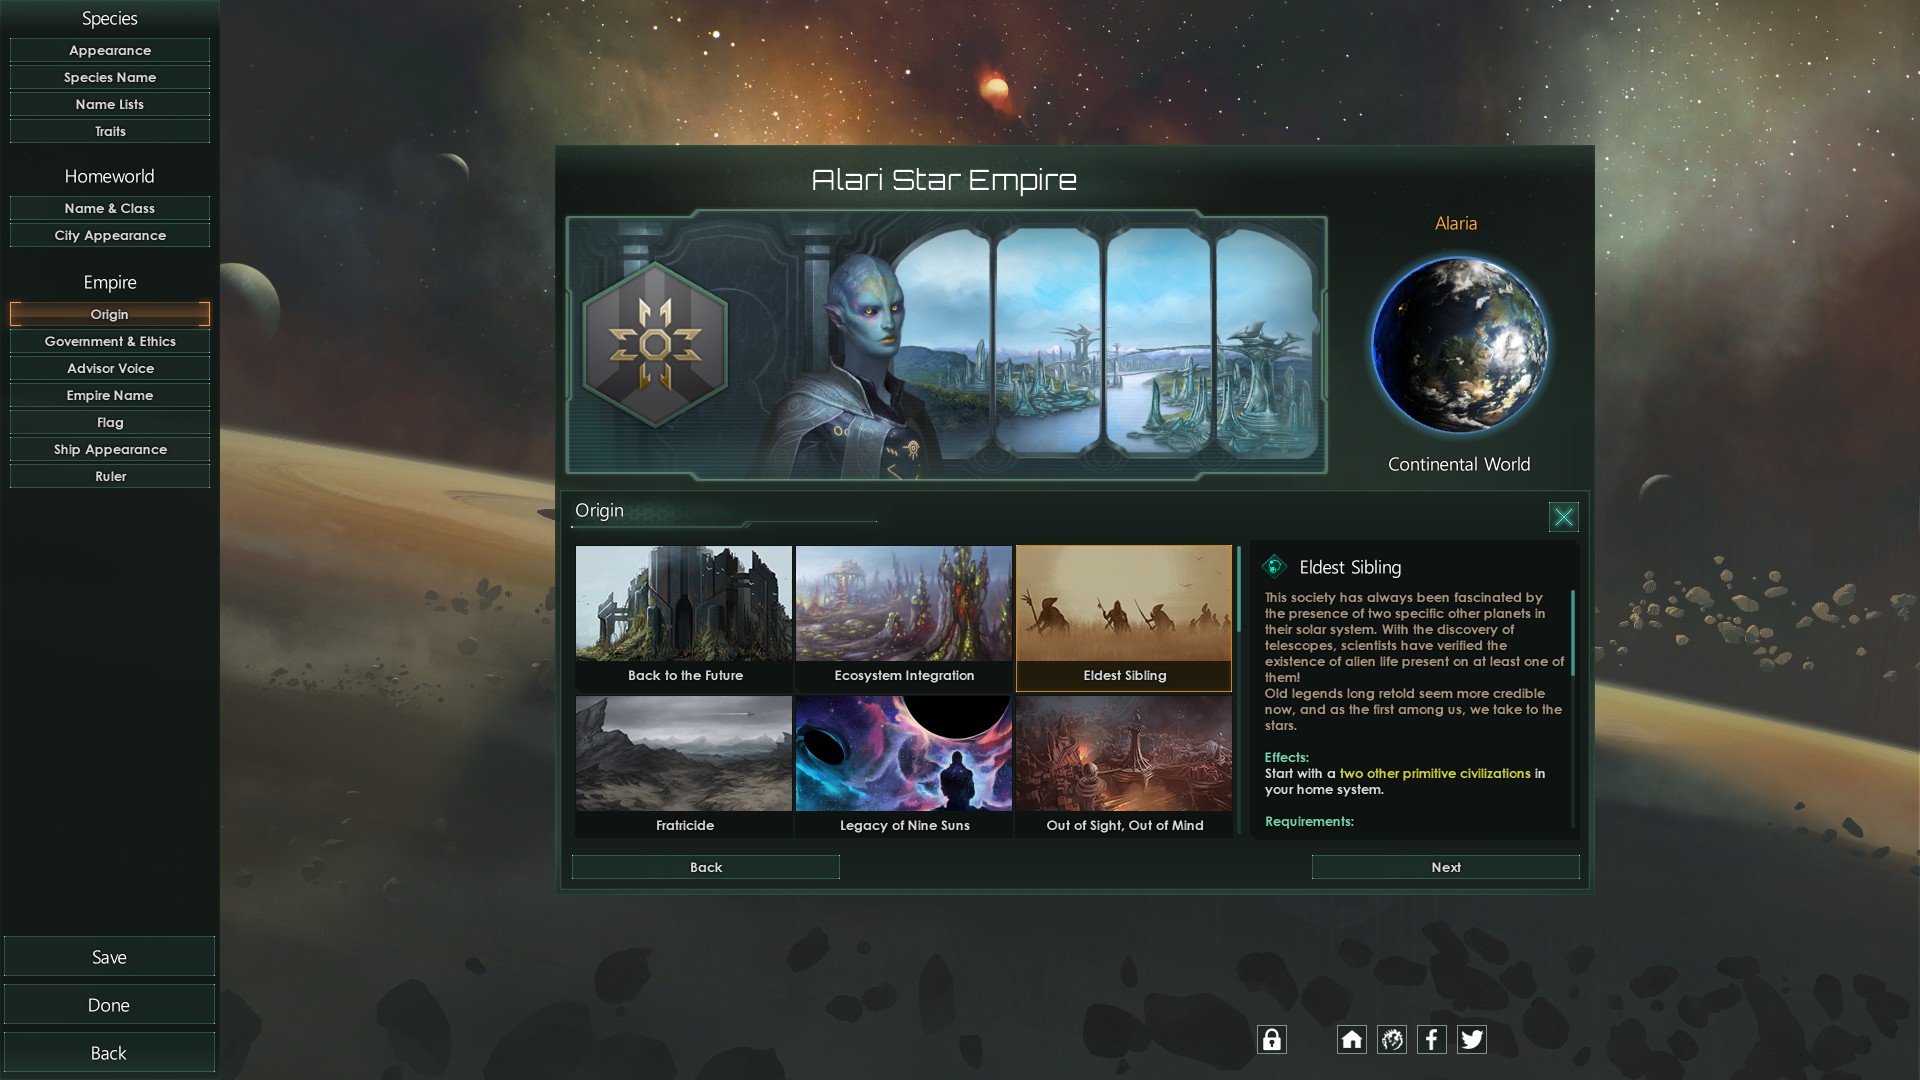 Species
Appearance
Species Name
Name Lists
Traits
Homeworld
Name & Class
City Appearance
Empire
Origin
Government & Ethics
Advisor Voice
Empire Name
Flag
Ship Appearance
Ruler
Save
Done
Back
Alari Star Empire
Alaria
Continental World
Origin
Back to the Future
Ecosystem Integration
Eldest Sibling
Fratricide
Legacy of Nine Suns
Out of Sight, Out of Mind
Eldest Sibling
This society has always been fascinated by
the presence of two specific other planets in
their solar system. With the discovery of
telescopes, scientists have verified the
existence of alien life present on at least one of
them!
Old legends long retold seem more credible
now, and as the first among us, we take to the
stars.
Effects:
Start with a two other primitive civilizations in
your home system.
Requirements:
Back
Next